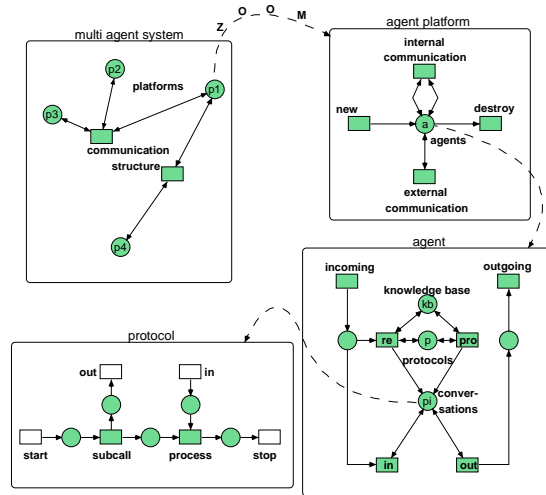 multi agent system
p2
platforms
p1
p3
communication
structure
p4
Z O O M
agent platform
internal
communication
new
destroy
a
agents
external
communication
agent
incoming
outgoing
knowledge base
kb
re
p
pro
protocols
pi
conver-
sations
in
out
protocol
out
in
start
subcall
process
stop